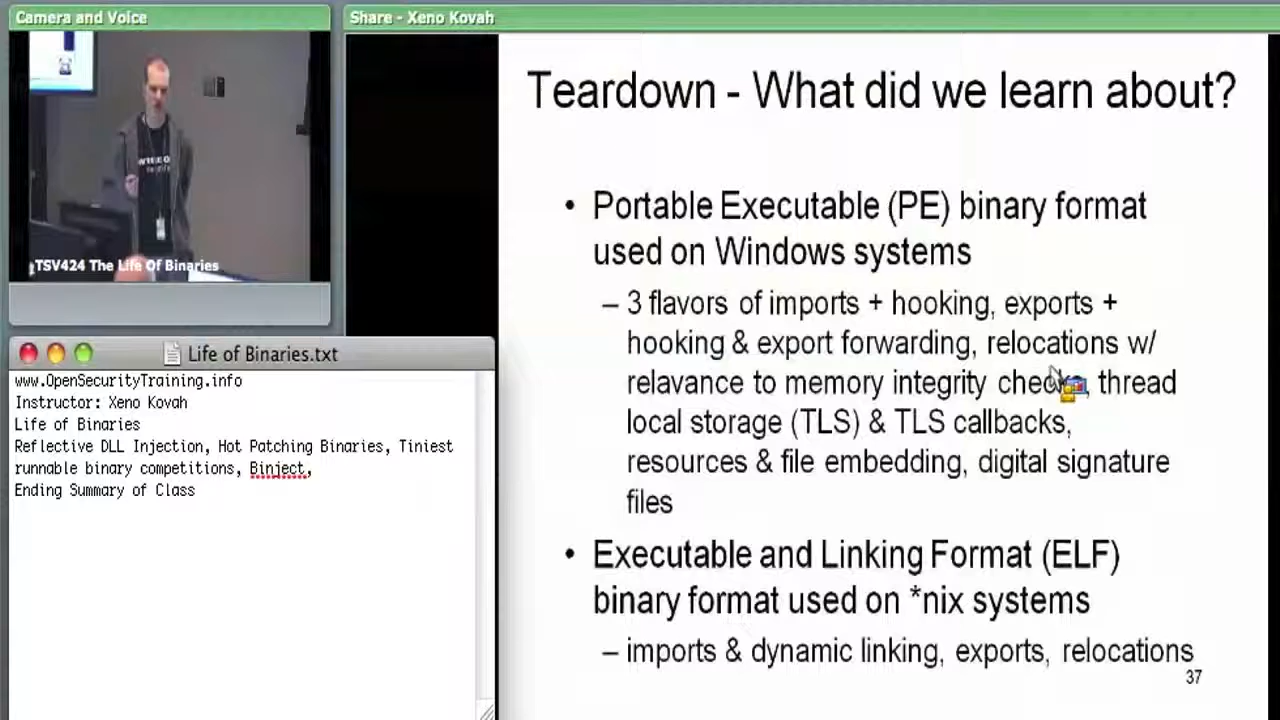 Camera and Voice
TSV424 The Life Of Binaries
Life of Binaries.txt
www.OpenSecurityTraining.info
Instructor: Xeno Kovah
Life of Binaries
Reflective DLL Injection, Hot Patching Binaries, Tiniest
runnable binary competitions, Binject,
Ending Summary of Class
Share - Xeno Kovah
Teardown - What did we learn about?
• Portable Executable (PE) binary format
used on Windows systems
– 3 flavors of imports + hooking, exports +
hooking & export forwarding, relocations w/
relavance to memory integrity checks, thread
local storage (TLS) & TLS callbacks,
resources & file embedding, digital signature
files
• Executable and Linking Format (ELF)
binary format used on *nix systems
– imports & dynamic linking, exports, relocations
37